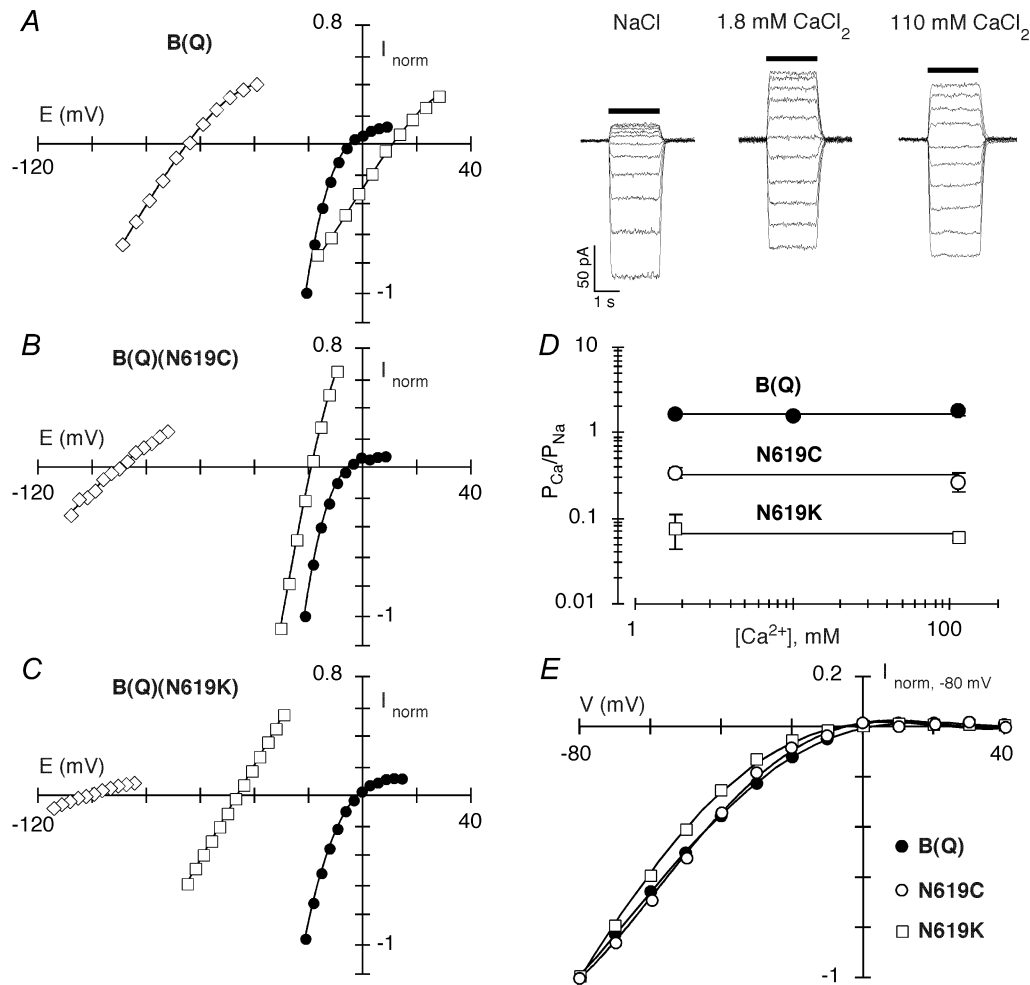 A
B(Q)
0.8
I norm
E (mV)
-120
40
-1
NaCl
1.8 mM CaCl2
110 mM CaCl2
50 pA
1 s
B
B(Q)(N619C)
0.8
I norm
E (mV)
-120
40
-1
C
B(Q)(N619K)
0.8
I norm
E (mV)
-120
40
-1
D
10
1
0.1
0.01
PCa/PNa
B(Q)
N619C
N619K
1
100
[Ca2+], mM
E
0.2
I norm, -80 mV
V (mV)
-80
40
-1
B(Q)
N619C
N619K